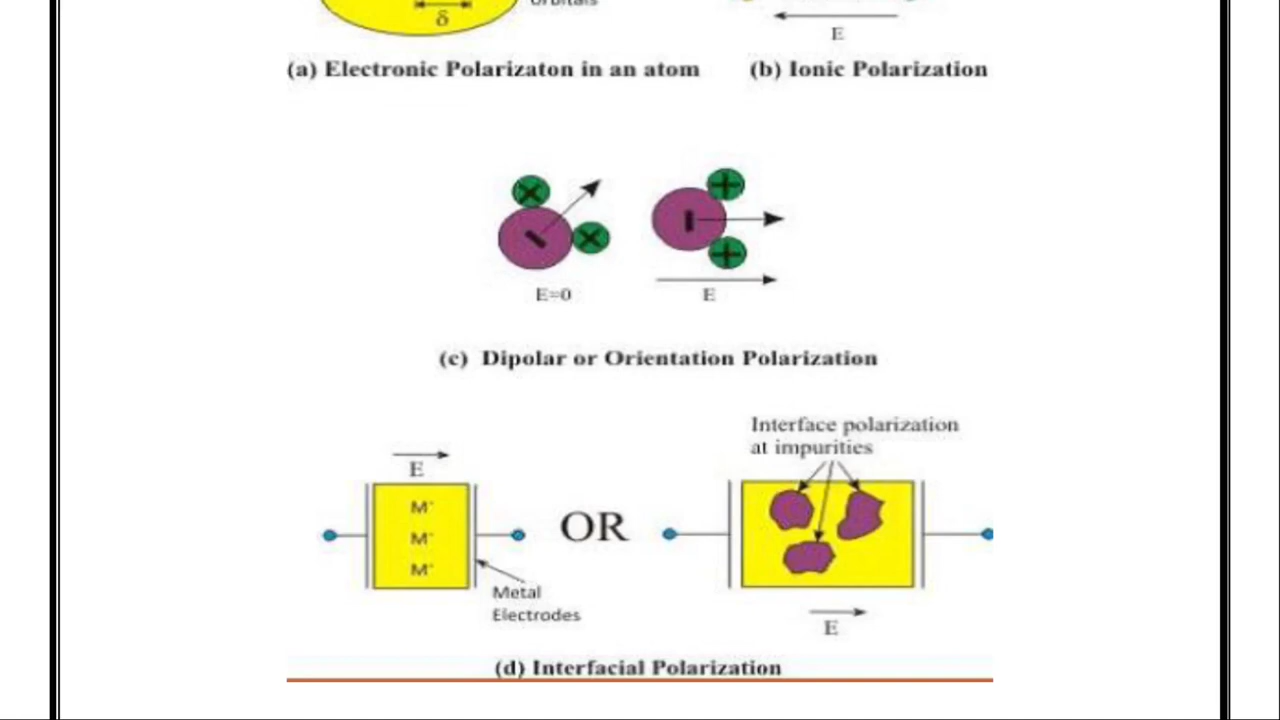 Orbitals
δ
E
(a) Electronic Polarizaton in an atom
(b) Ionic Polarization
E=0
E
(c) Dipolar or Orientation Polarization
Interface polarization
at impurities
E
M+
M+
M+
OR
Metal
Electrodes
E
(d) Interfacial Polarization